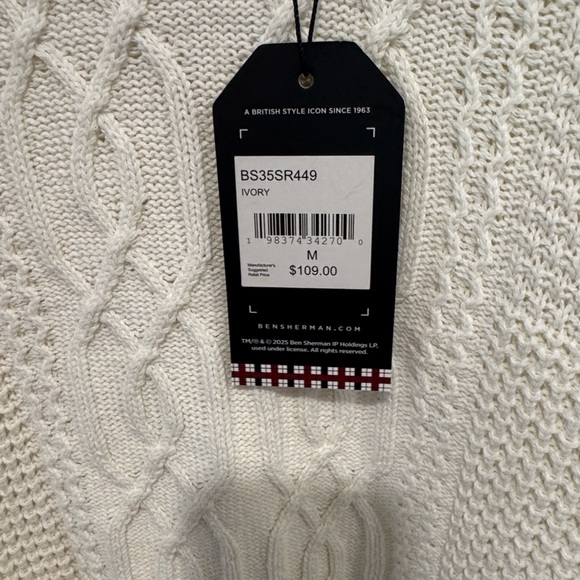 A BRITISH STYLE ICON SINCE 1963
BS35SR449
IVORY
1 98374 34270 0
M
Manufacturer's
Suggested
Retail Price
$109.00
BENSHERMAN.COM
TM/® & © 2025 Ben Sherman IP Holdings LP,
used under license. All rights reserved.